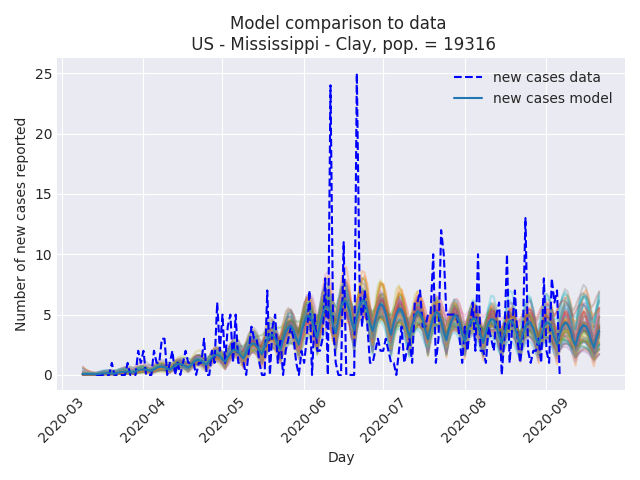 Model comparison to data
US - Mississippi - Clay, pop. = 19316
new cases data
new cases model
Number of new cases reported
25
20
15
10
5
0
2020-03
2020-04
2020-05
2020-06
2020-07
2020-08
2020-09
Day